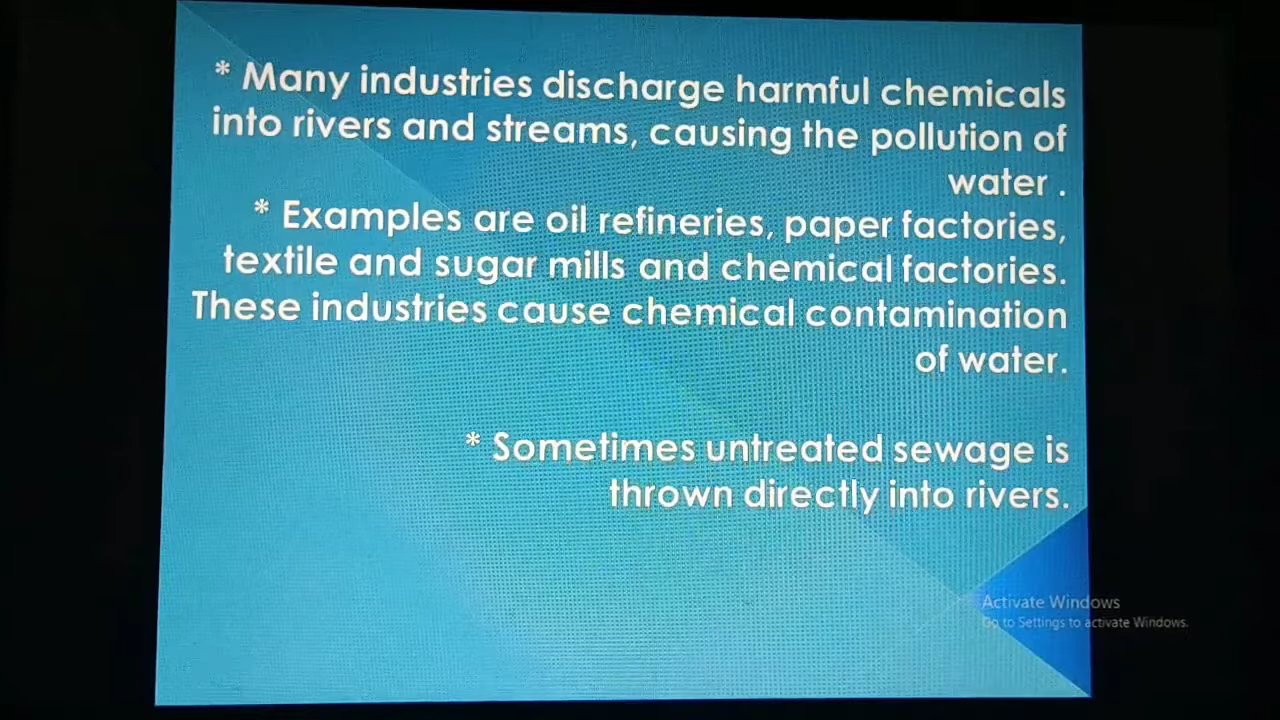 * Many industries discharge harmful chemicals
into rivers and streams, causing the pollution of
water .
* Examples are oil refineries, paper factories,
textile and sugar mills and chemical factories.
These industries cause chemical contamination
of water.
* Sometimes untreated sewage is
thrown directly into rivers.
Activate Windows
Go to Settings to activate Windows.